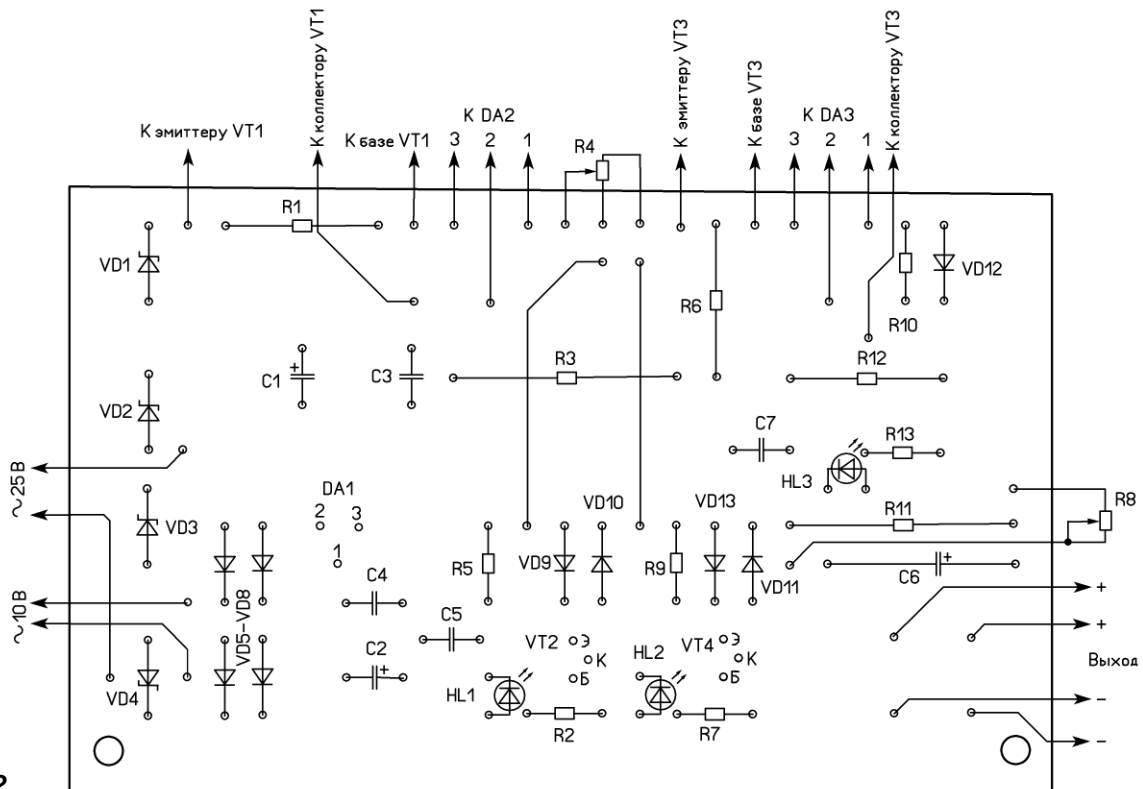 К эмиттеру VT1
К коллектору VT1
К базе VT1
К DA2
3 2 1
R4
К эмиттеру VT3
К базе VT3
К DA3
3 2 1
К коллектору VT3
R1
VD1
R6
R10
VD12
C1
C3
R3
R12
VD2
C7
R13
HL3
~25В
DA1
2 3
1
VD10
VD13
R11
R8
VD3
R5
VD9
R9
VD11
C6
+
~10В
VD5-VD8
C4
+
+
C5
VT2
Э
К
Б
HL2
VT4
Э
К
Б
Выход
C2
+
VD4
HL1
R2
R7
−
−